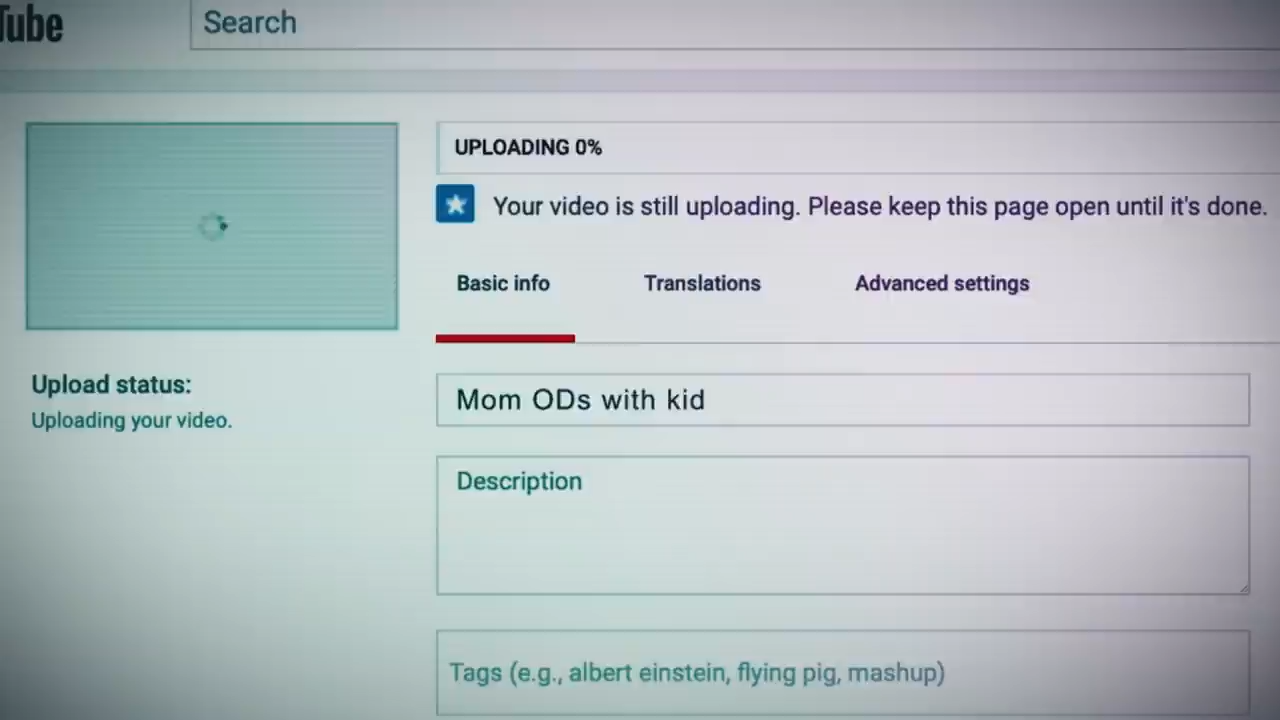 Tube
Search
UPLOADING 0%
Your video is still uploading. Please keep this page open until it's done.
Basic info Translations Advanced settings
Upload status:
Uploading your video.
Mom ODs with kid
Description
Tags (e.g., albert einstein, flying pig, mashup)